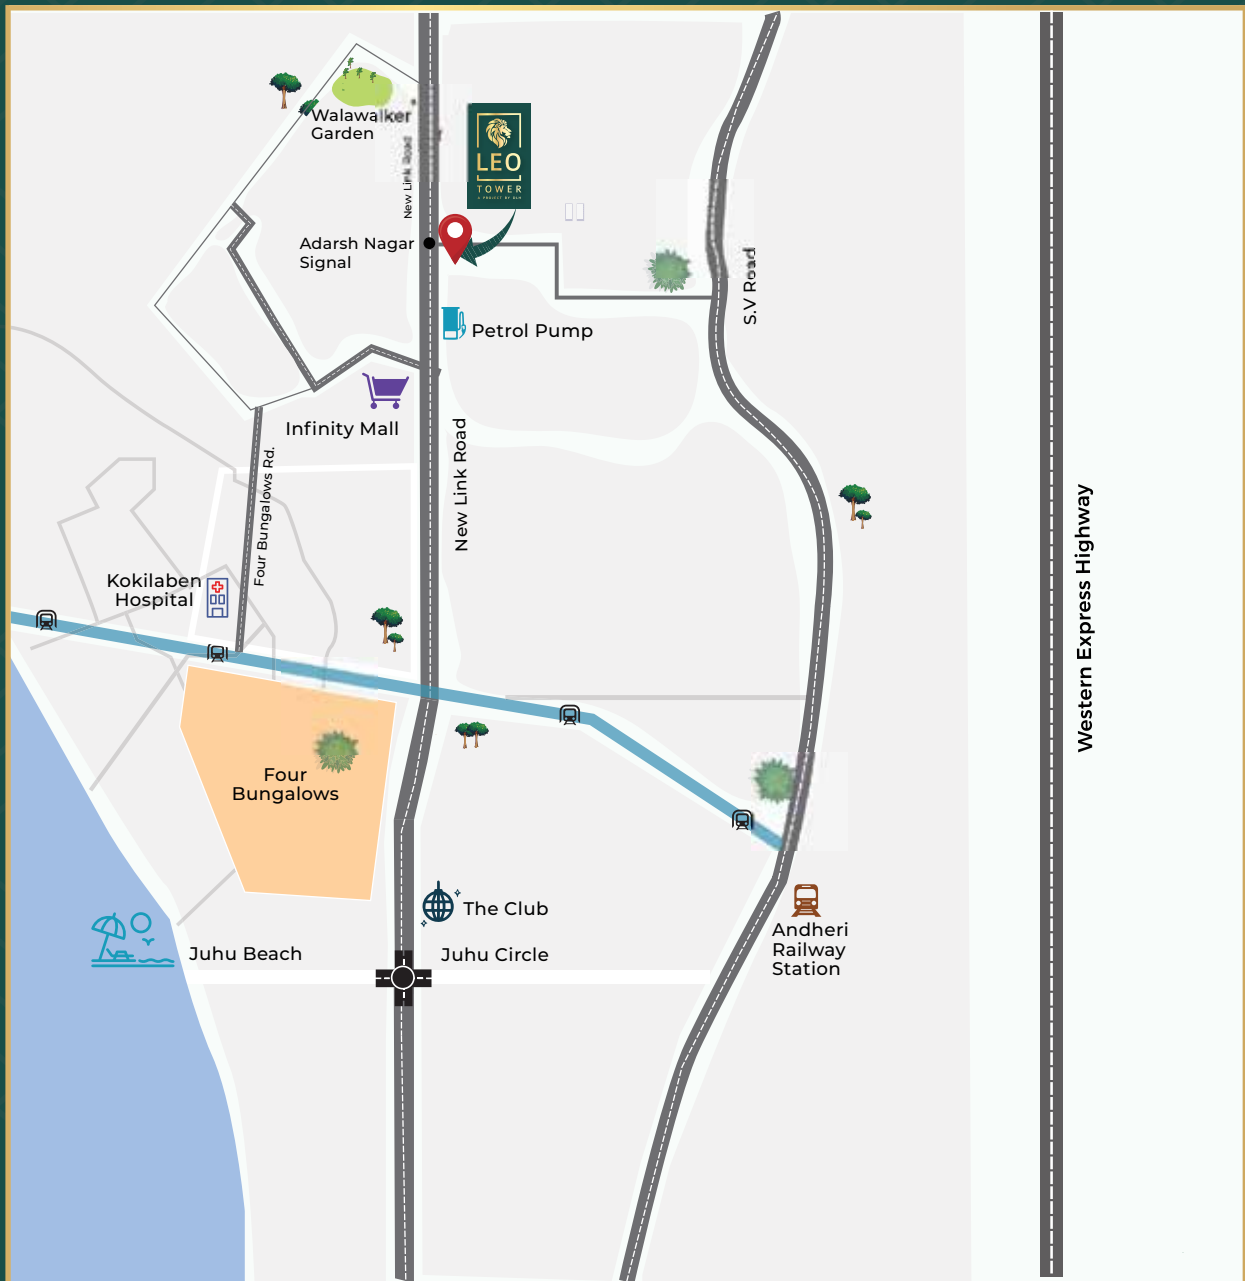 Walawalker
Garden
New Link Road
LEO
TOWER
Adarsh Nagar
Signal
S.V Road
Petrol Pump
Infinity Mall
New Link Road
Four Bungalows Rd.
Western Express Highway
Kokilaben
Hospital
Four
Bungalows
The Club
Andheri
Railway
Station
Juhu Beach
Juhu Circle